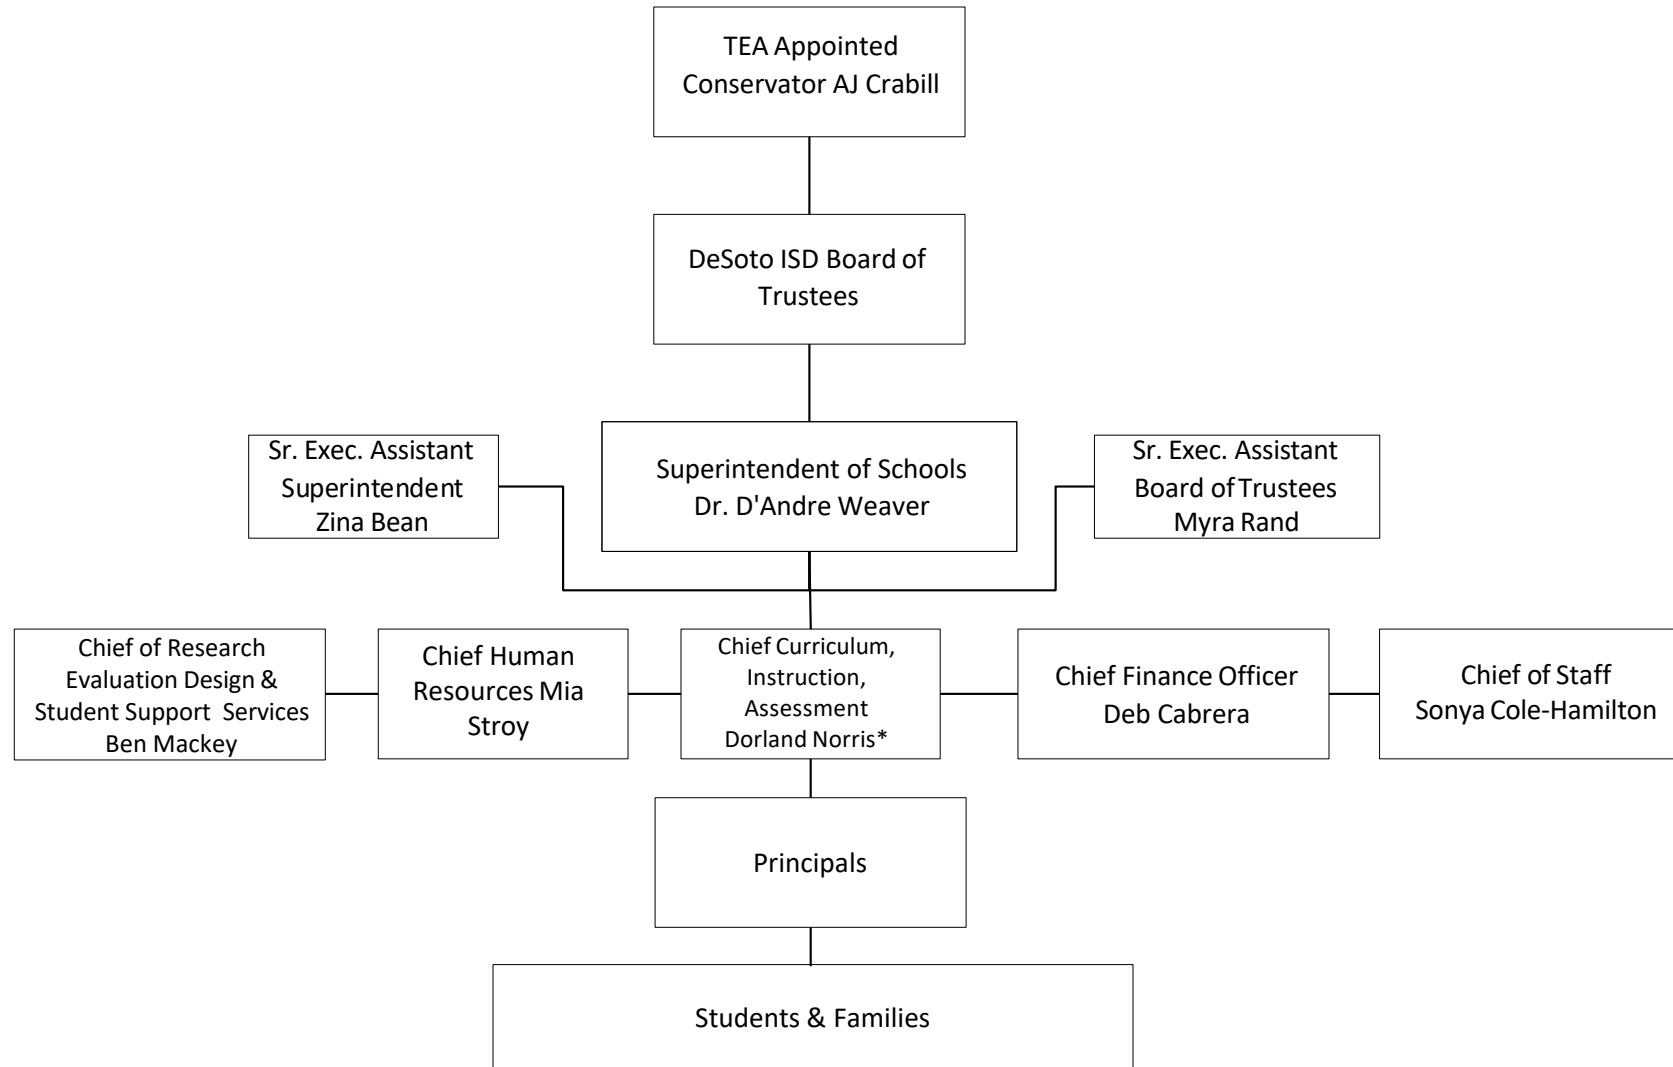 TEA Appointed
Conservator AJ Crabill
DeSoto ISD Board of
Trustees
Sr. Exec. Assistant
Superintendent
Zina Bean
Superintendent of Schools
Dr. D'Andre Weaver
Sr. Exec. Assistant
Board of Trustees
Myra Rand
Chief of Research
Evaluation Design &
Student Support Services
Ben Mackey
Chief Human
Resources Mia
Stroy
Chief Curriculum,
Instruction,
Assessment
Dorland Norris*
Chief Finance Officer
Deb Cabrera
Chief of Staff
Sonya Cole-Hamilton
Principals
Students & Families